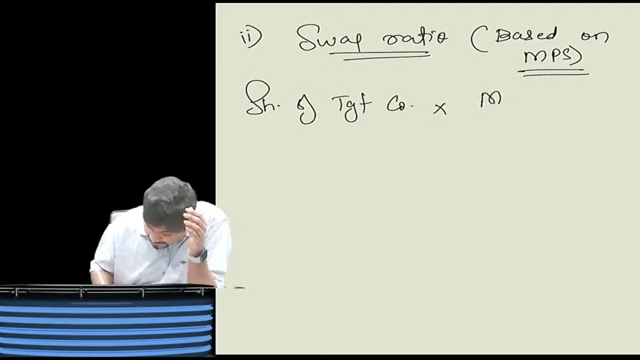 ii) Swap ratio (Based on
MPS)
Sh. of Tgt Co. x M